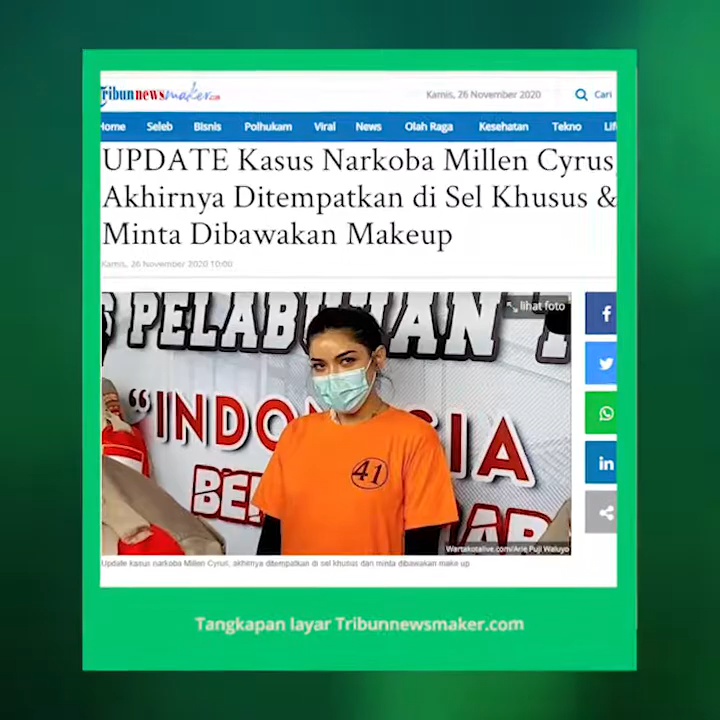 Tribunnewsmaker.com
Kamis, 26 November 2020
Cari
Home Seleb Bisnis Polhukam Viral News Olah Raga Kesehatan Tekno Lif
UPDATE Kasus Narkoba Millen Cyrus,
Akhirnya Ditempatkan di Sel Khusus &
Minta Dibawakan Makeup
Kamis, 26 November 2020 10:00
lihat foto
S PELABUHAN T
"INDONESIA
BE
Wartakotalive.com/Arie Puji Waluyo
41
Update kasus narkoba Millen Cyrus, akhirnya ditempatkan di sel khusus dan minta dibawakan make up
Tangkapan layar Tribunnewsmaker.com